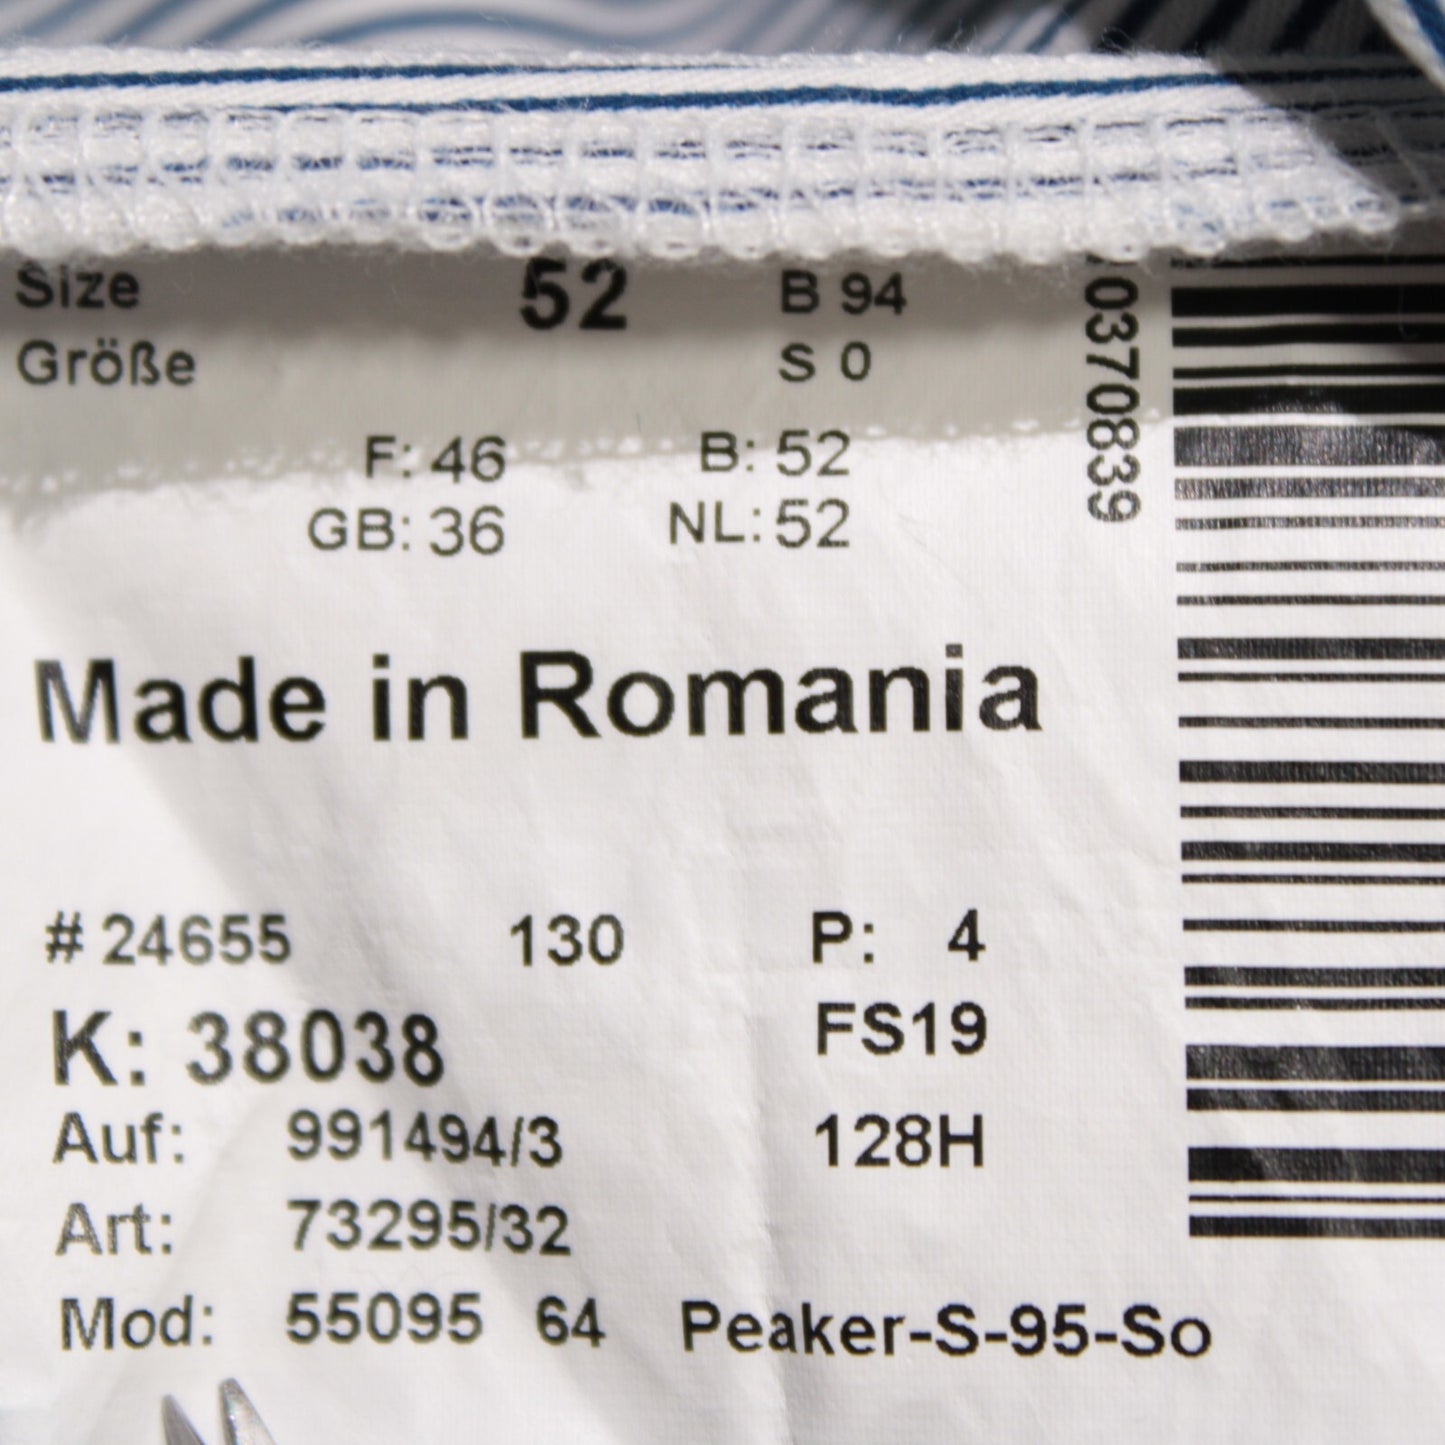 Size 52 B 94
Größe S 0
F: 46 B: 52
GB: 36 NL: 52
Made in Romania
# 24655 130 P: 4
K: 38038 FS19
Auf: 991494/3 128H
Art: 73295/32
Mod: 55095 64 Peaker-S-95-So
0370839